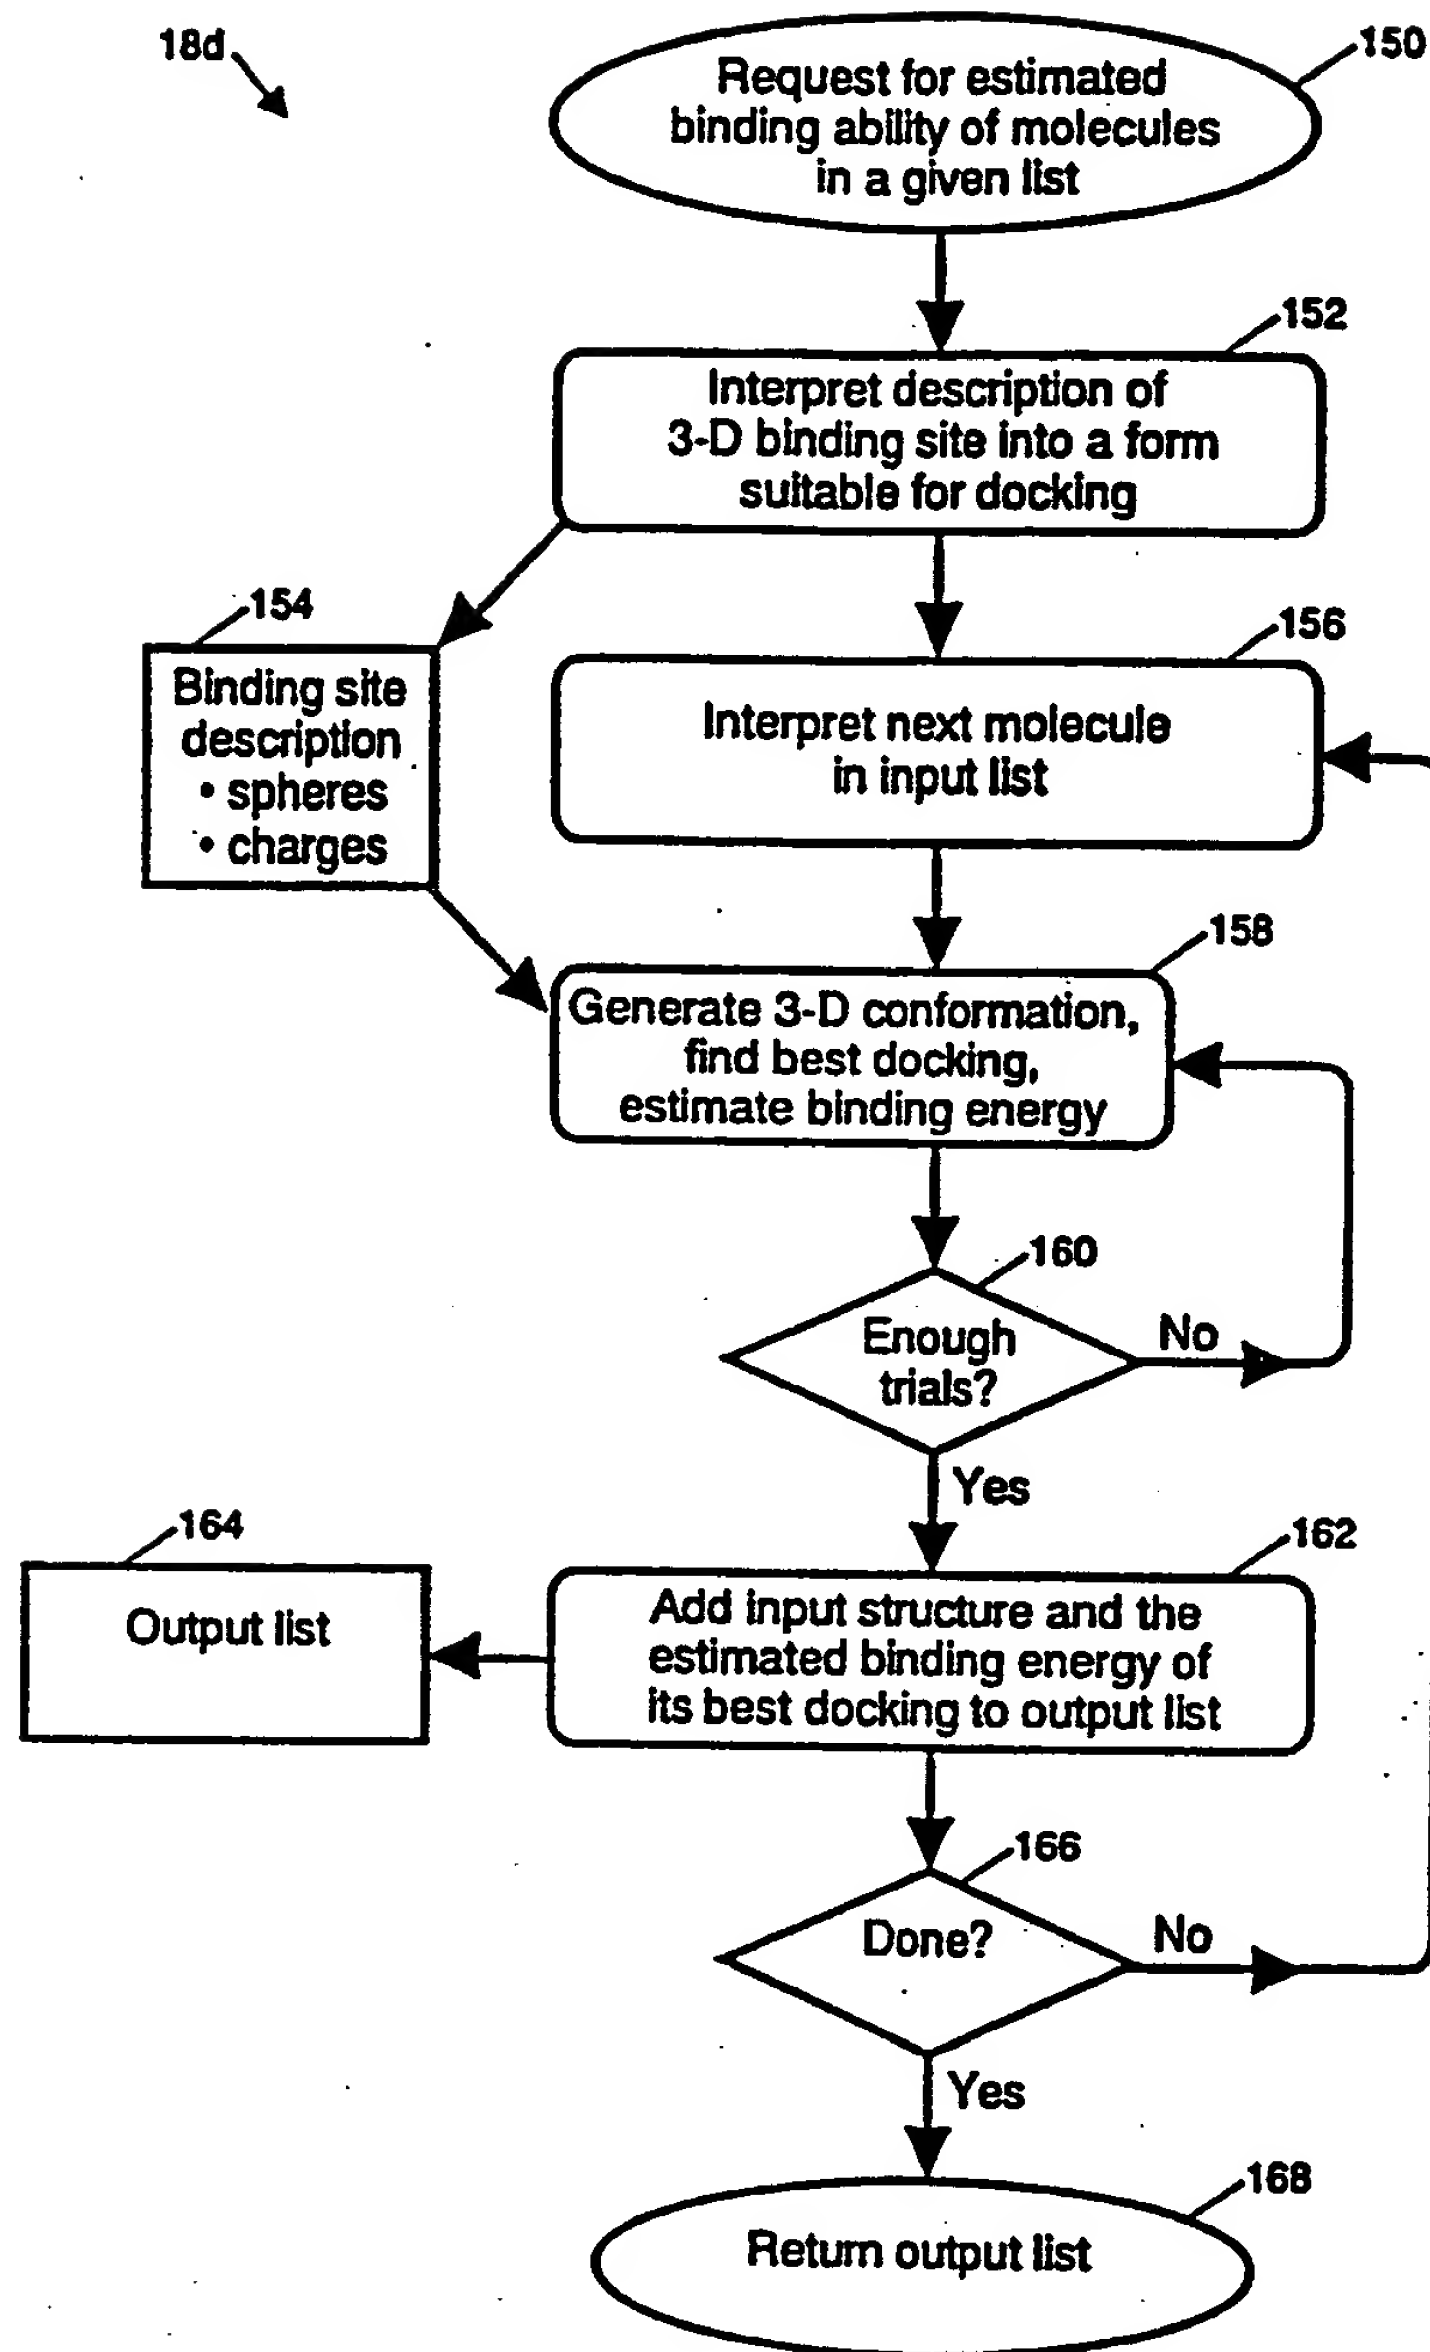 18d
150
Request for estimated
binding ability of molecules
in a given list
152
Interpret description of
3-D binding site into a form
suitable for docking
154
Binding site
description
• spheres
• charges
156
Interpret next molecule
in input list
158
Generate 3-D conformation,
find best docking,
estimate binding energy
160
Enough
trials?
No
Yes
164
Output list
162
Add input structure and the
estimated binding energy of
its best docking to output list
166
Done?
No
Yes
168
Return output list